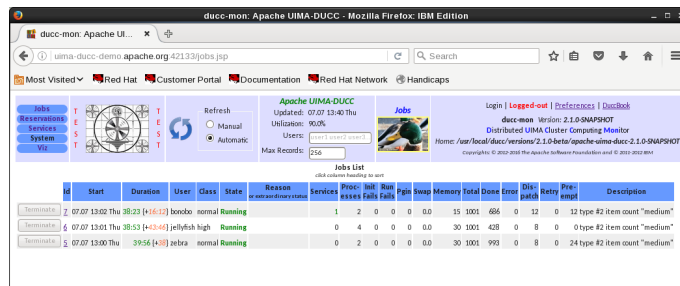 ducc-mon: Apache UIMA-DUCC - Mozilla Firefox: IBM Edition
ducc-mon: Apache UI... ×
uima-ducc-demo.apache.org:42133/jobs.jsp
Search
Most Visited Red Hat Customer Portal Documentation Red Hat Network Handicaps
Jobs
Reservations
Services
System
Viz
T E S T
T E S T
Refresh
Manual
Automatic
Apache UIMA-DUCC
Updated: 07.07 13:40 Thu
Utilization: 90.0%
Users: user1 user2 user3...
Max Records: 256
Jobs
Login | Logged-out | Preferences | DuccBook
ducc-mon Version: 2.1.0-SNAPSHOT
Distributed UIMA Cluster Computing Monitor
Home: /usr/local/ducc/versions/2.1.0-beta/apache-uima-ducc-2.1.0-SNAPSHOT
Copyrights: © 2012-2016 The Apache Software Foundation and © 2011-2012 IBM
Jobs List
click column heading to sort
Id Start Duration User Class State Reason or extraordinary status Services Proc-esses Init Fails Run Fails Pgin Swap Memory Total Done Error Dis-patch Retry Pre-empt Description
Terminate 7 07.07 13:02 Thu 38:23 {+16:12} bonobo normal Running 1 2 0 0 0 0.0 15 1001 686 0 12 0 12 type #2 item count "medium"
Terminate 6 07.07 13:01 Thu 38:53 {+43:46} jellyfish high Running 0 4 0 0 0 0.0 30 1001 428 0 8 0 0 type #2 item count "medium"
Terminate 5 07.07 13:00 Thu 39:56 {+38} zebra normal Running 0 2 0 0 0 0.0 30 1001 993 0 8 0 24 type #2 item count "medium"